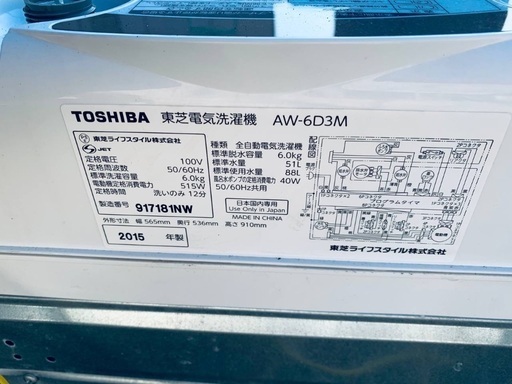 TOSHIBA 東芝電気洗濯機 AW-6D3M
東芝ライフスタイル株式会社
JET
定格電圧 100V
定格周波数 50/60Hz
標準洗濯容量 6.0kg
電動機定格消費電力 515W
定格時間 洗いのみ 12分
製造番号 917181NW
外形寸法 幅 565mm 奥行 536mm 高さ 910mm
2015 年製
種類 全自動電気洗濯機
標準脱水容量 6.0kg
標準水量 51L
標準使用水量 88L
風呂水ポンプの定格消費電力 40W
50/60Hz共用
日本国内専用
Use Only in Japan
MADE IN CHINA
配線図
プログラムタイマ
東芝ライフスタイル株式会社